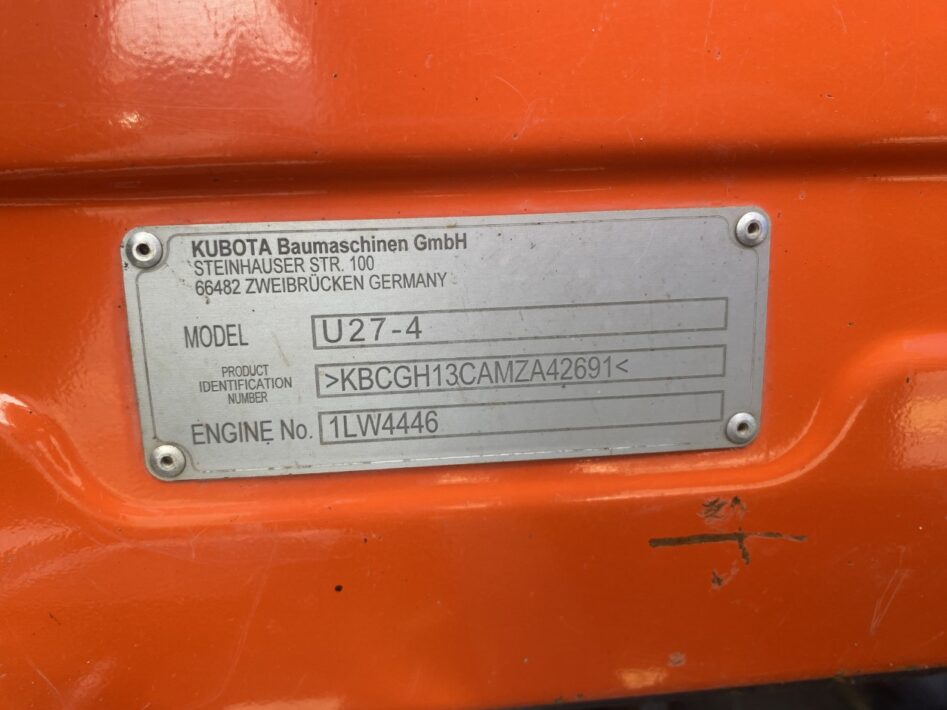 KUBOTA Baumaschinen GmbH
STEINHAUSER STR. 100
66482 ZWEIBRÜCKEN GERMANY
MODEL U27-4
PRODUCT
IDENTIFICATION
NUMBER
>KBCGH13CAMZA42691<
ENGINE No. 1LW4446